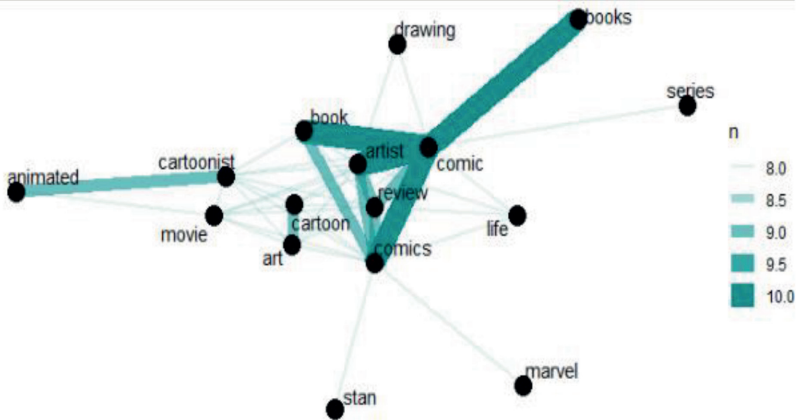 books
drawing
series
book
n
artist
comic
cartoonist
8.0
animated
review
8.5
cartoon
life
movie
9.0
art
comics
9.5
10.0
marvel
stan